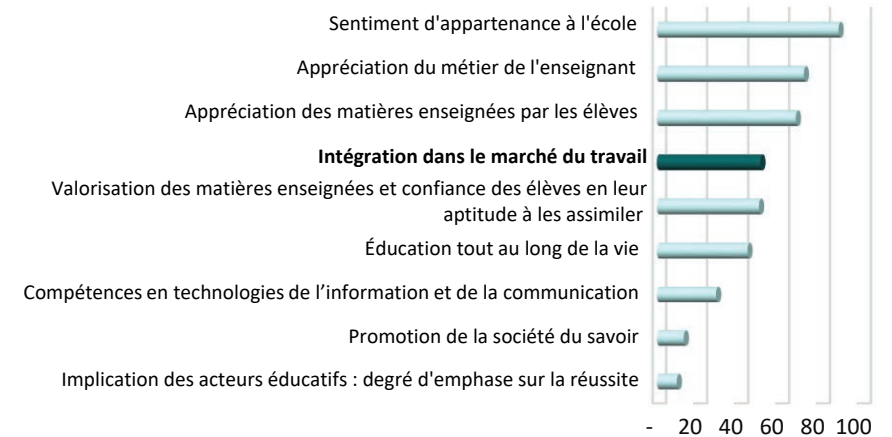 Sentiment d'appartenance à l'école
Appréciation du métier de l'enseignant
Appréciation des matières enseignées par les élèves
Intégration dans le marché du travail
Valorisation des matières enseignées et confiance des élèves en leur
aptitude à les assimiler
Éducation tout au long de la vie
Compétences en technologies de l’information et de la communication
Promotion de la société du savoir
Implication des acteurs éducatifs : degré d'emphase sur la réussite
- 20 40 60 80 100